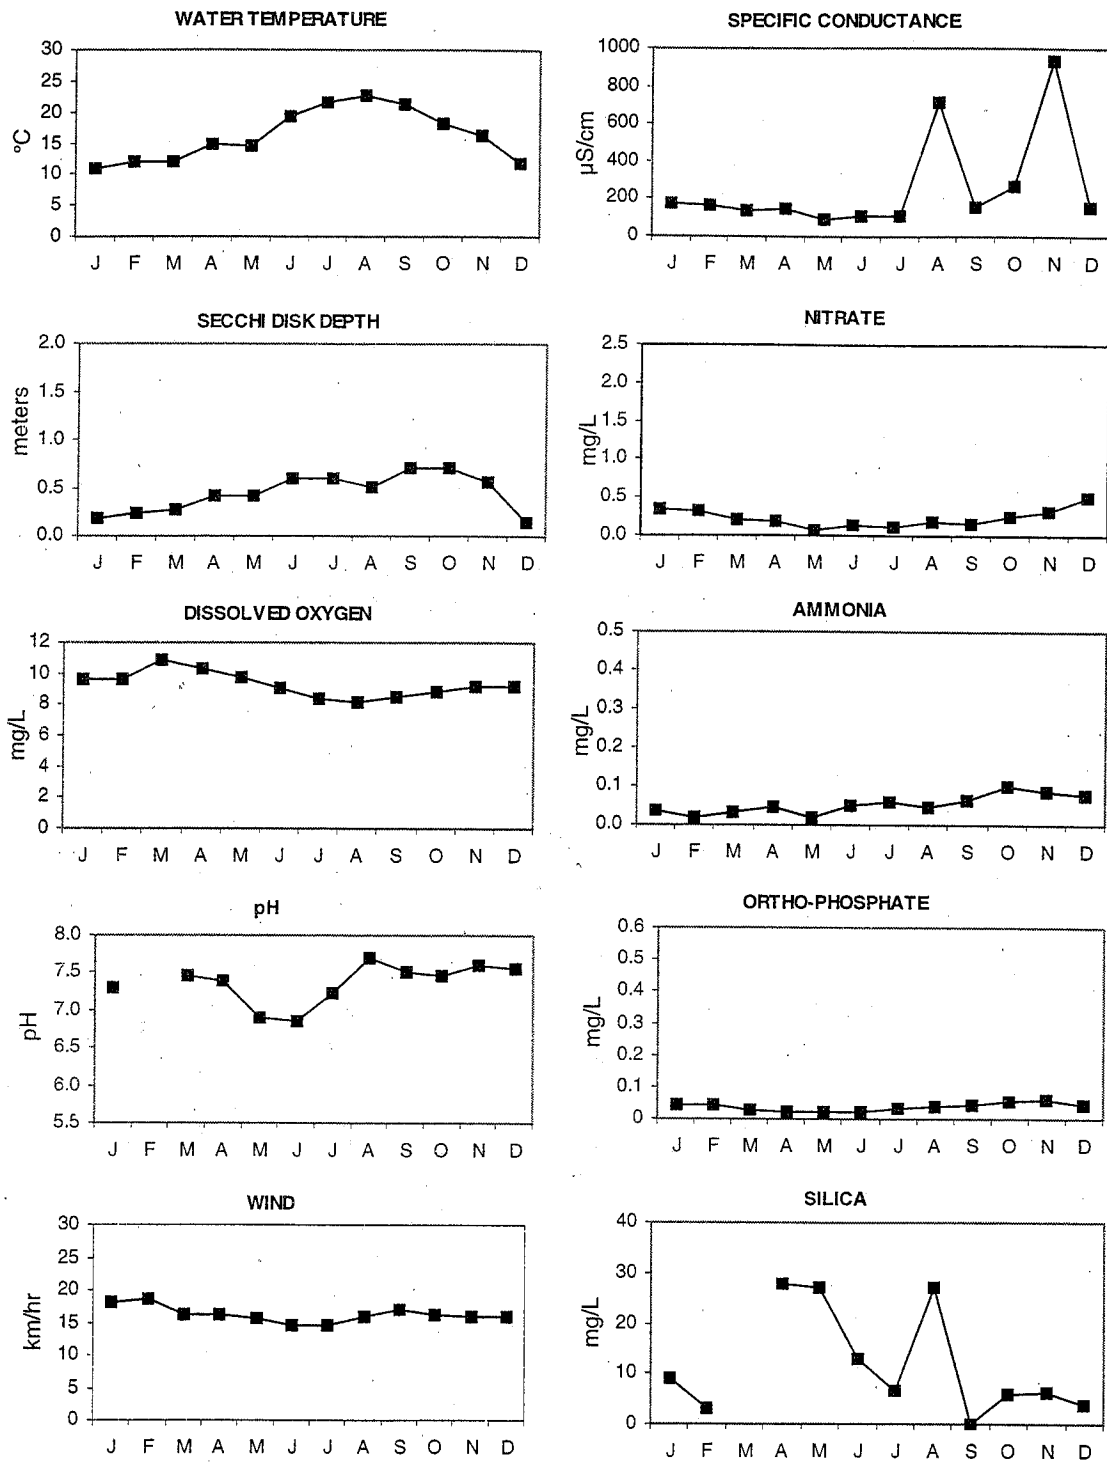 WATER TEMPERATURE
30
25
20
15
10
5
0
°C
J F M A M J J A S O N D
SPECIFIC CONDUCTANCE
1000
800
600
400
200
0
µS/cm
J F M A M J J A S O N D
SECCHI DISK DEPTH
2.0
1.5
1.0
0.5
0.0
meters
J F M A M J J A S O N D
NITRATE
2.5
2.0
1.5
1.0
0.5
0.0
mg/L
J F M A M J J A S O N D
DISSOLVED OXYGEN
12
10
8
6
4
2
0
mg/L
J F M A M J J A S O N D
AMMONIA
0.5
0.4
0.3
0.2
0.1
0.0
mg/L
J F M A M J J A S O N D
pH
8.0
7.5
7.0
6.5
6.0
5.5
pH
J F M A M J J A S O N D
ORTHO-PHOSPHATE
0.6
0.5
0.4
0.3
0.2
0.1
0
mg/L
J F M A M J J A S O N D
WIND
30
25
20
15
10
5
0
km/hr
J F M A M J J A S O N D
SILICA
40
30
20
10
0
mg/L
J F M A M J J A S O N D